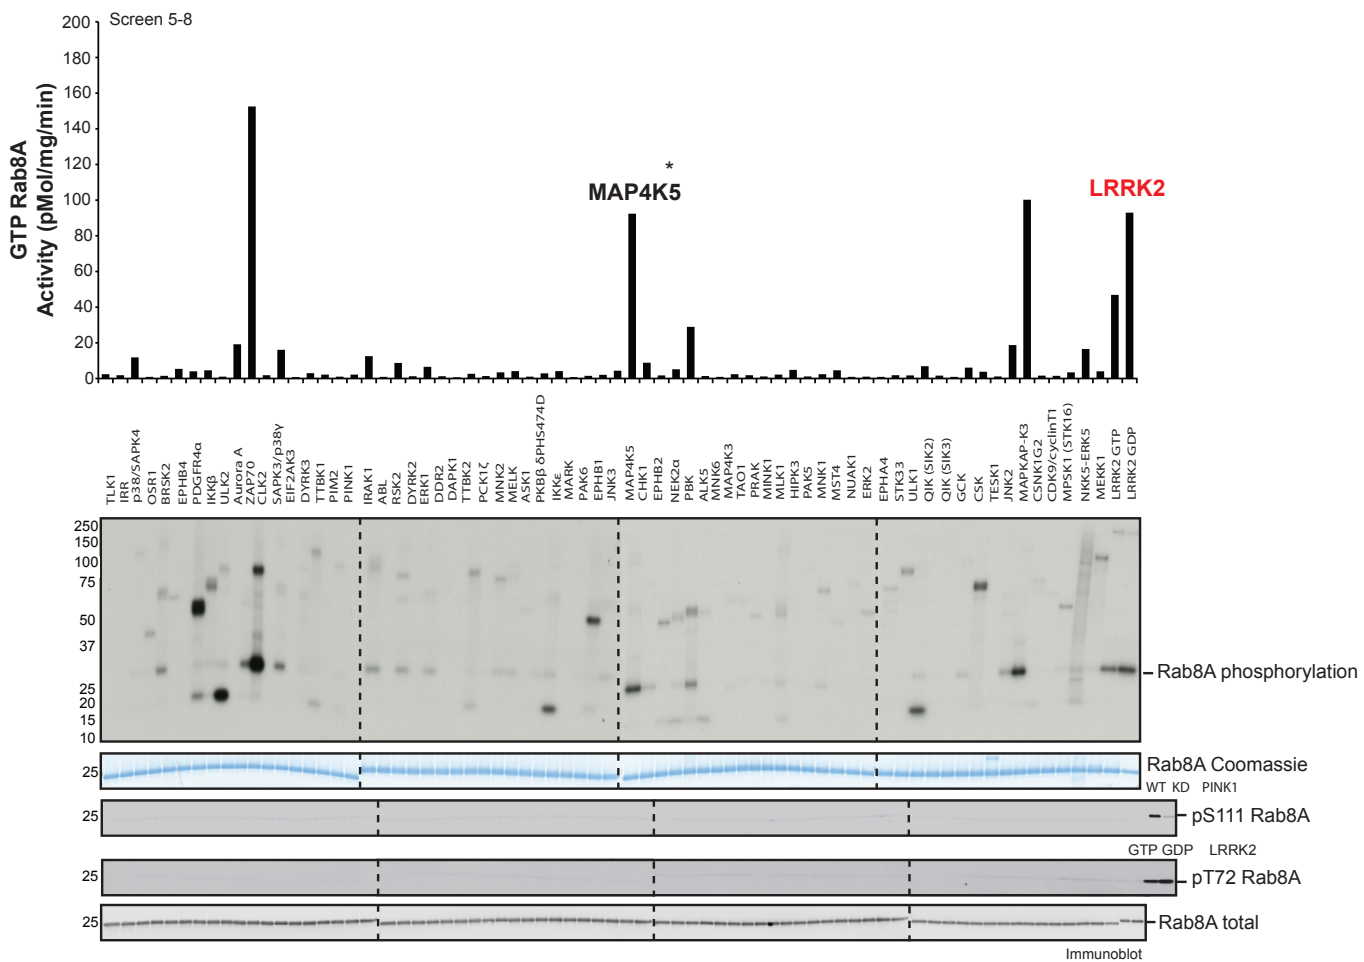 Screen 5-8
GTP Rab8A
Activity (pMol/mg/min)
200
180
160
140
120
100
80
60
40
20
0
*
MAP4K5
LRRK2
TLK1
IRR
p38/SAPK4
OSR1
BRSK2
EPHB4
PDGFR4α
IKKβ
ULK2
Aurora A
ZAP70
CLK2
SAPK3/p38γ
EIF2AK3
DYRK3
TTBK1
PIM2
PINK1
IRAK1
ABL
RSK2
DYRK2
ERK1
DDR2
DAPK1
TTBK2
PCK1ζ
MNK2
MELK
ASK1
PKBβ δPHS474D
IKKε
MARK
PAK6
EPHB1
JNK3
MAP4K5
CHK1
EPHB2
NEK2α
PBK
ALK5
MNK6
MAP4K3
TAO1
PRAK
MINK1
MLK1
HIPK3
PAK5
MNK1
MST4
NUAK1
ERK2
EPHA4
STK33
ULK1
QIK (SIK2)
QIK (SIK3)
GCK
CSK
TESK1
JNK2
MAPKAP-K3
CSNK1G2
CDK9/cyclinT1
MPSK1 (STK16)
NKK5-ERK5
MEKK1
LRRK2 GTP
LRRK2 GDP
250
150
100
75
50
37
25
20
15
10
Rab8A phosphorylation
25
Rab8A Coomassie
WT KD PINK1
25
pS111 Rab8A
GTP GDP LRRK2
25
pT72 Rab8A
25
Rab8A total
Immunoblot